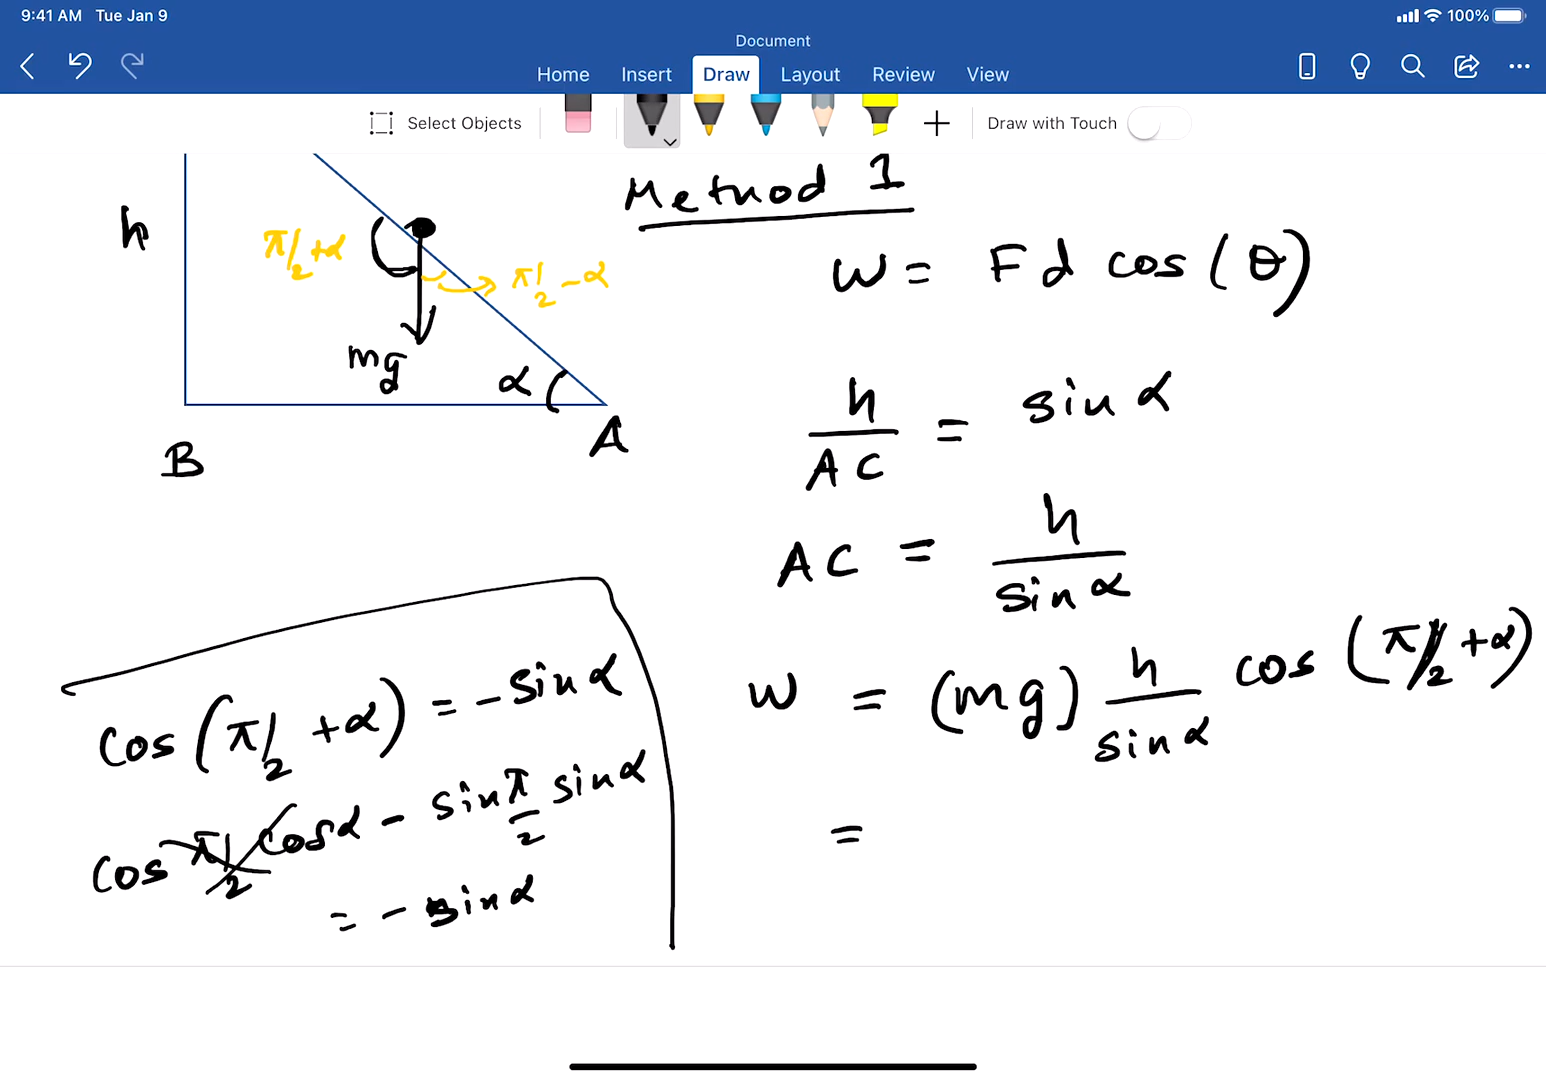 9:41 AM Tue Jan 9 100%
Document
Home Insert Draw Layout Review View
Select Objects Draw with Touch
Method 1
h
π/2+α
π/2-α
W = Fd cos(θ)
mg
α
h/AC = sin α
B
A
AC = h/sin α
W = (mg) h/sin α cos(π/2+α)
cos(π/2+α) = -sin α
cos π/2 cos α - sin π/2 sin α
=
= - sin α